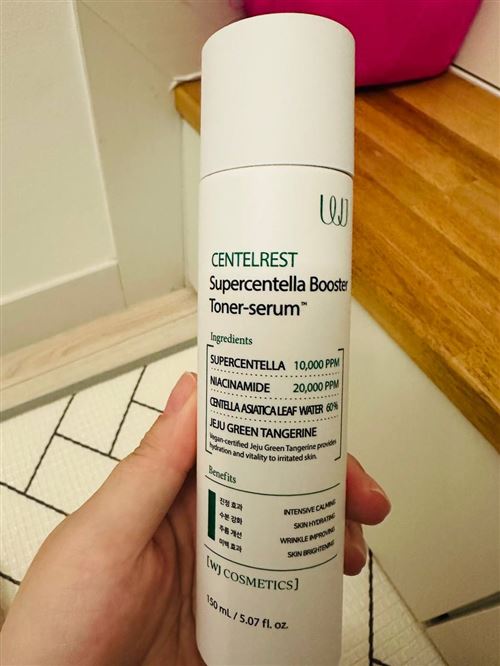 WJ
CENTELREST
Supercentella Booster
Toner-serum™
Ingredients
SUPERCENTELLA 10,000 PPM
NIACINAMIDE 20,000 PPM
CENTELLA ASIATICA LEAF WATER 60%
JEJU GREEN TANGERINE
Vegan-certified Jeju Green Tangerine provides
hydration and vitality to irritated skin.
Benefits
진정 효과 INTENSIVE CALMING
수분 강화 SKIN HYDRATING
주름 개선 WRINKLE IMPROVING
미백 효과 SKIN BRIGHTENING
[WJ COSMETICS]
150 mL / 5.07 fl. oz.